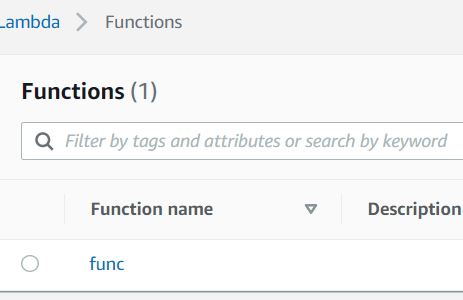 Lambda > Functions
Functions (1)
Filter by tags and attributes or search by keyword
Function name Description
func